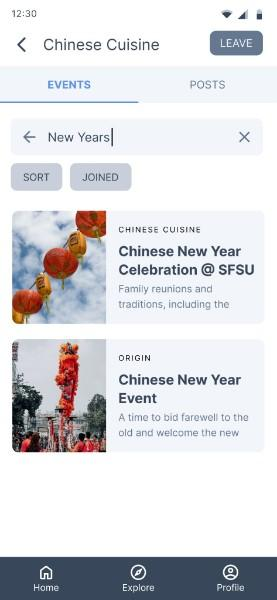 12:30
Chinese Cuisine
LEAVE
EVENTS
POSTS
New Years
SORT
JOINED
CHINESE CUISINE
Chinese New Year
Celebration @ SFSU
Family reunions and
traditions, including the
ORIGIN
Chinese New Year
Event
A time to bid farewell to the
old and welcome the new
Home
Explore
Profile